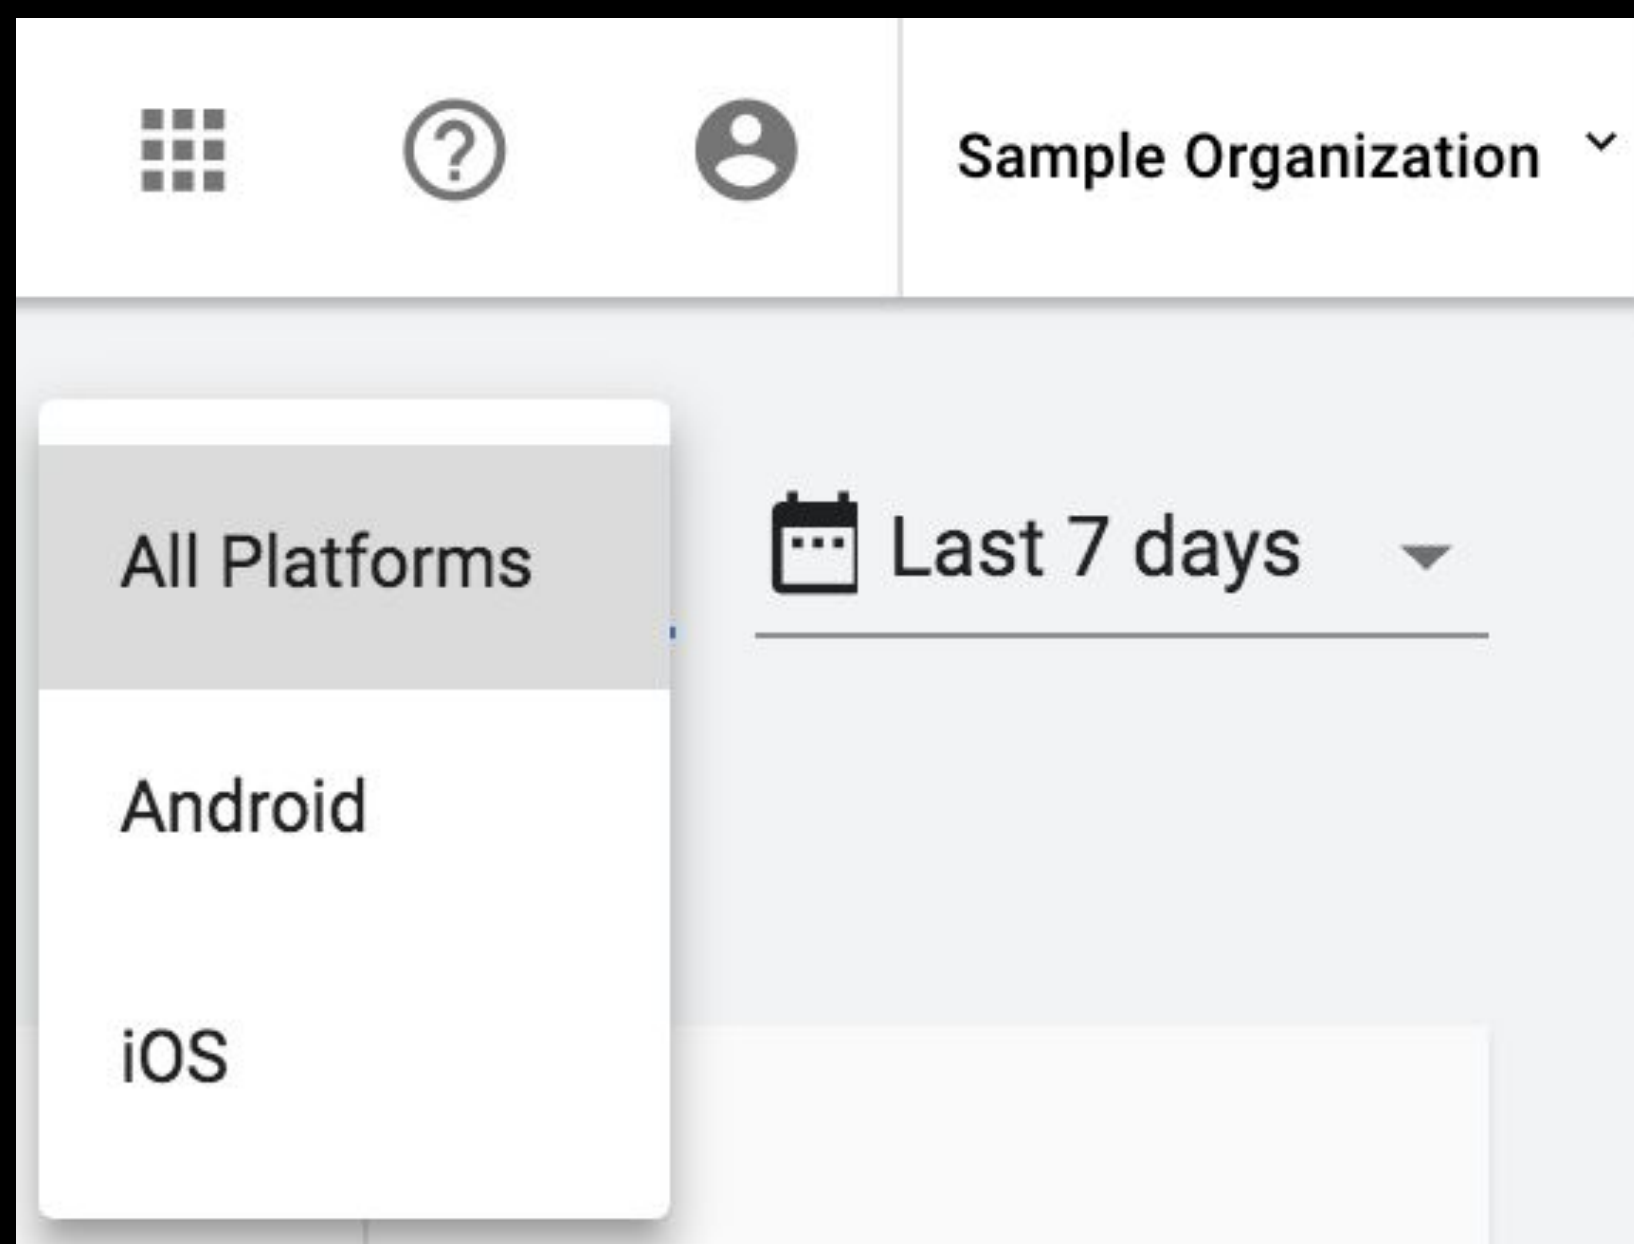 Sample Organization
All Platforms
Last 7 days
Android
iOS